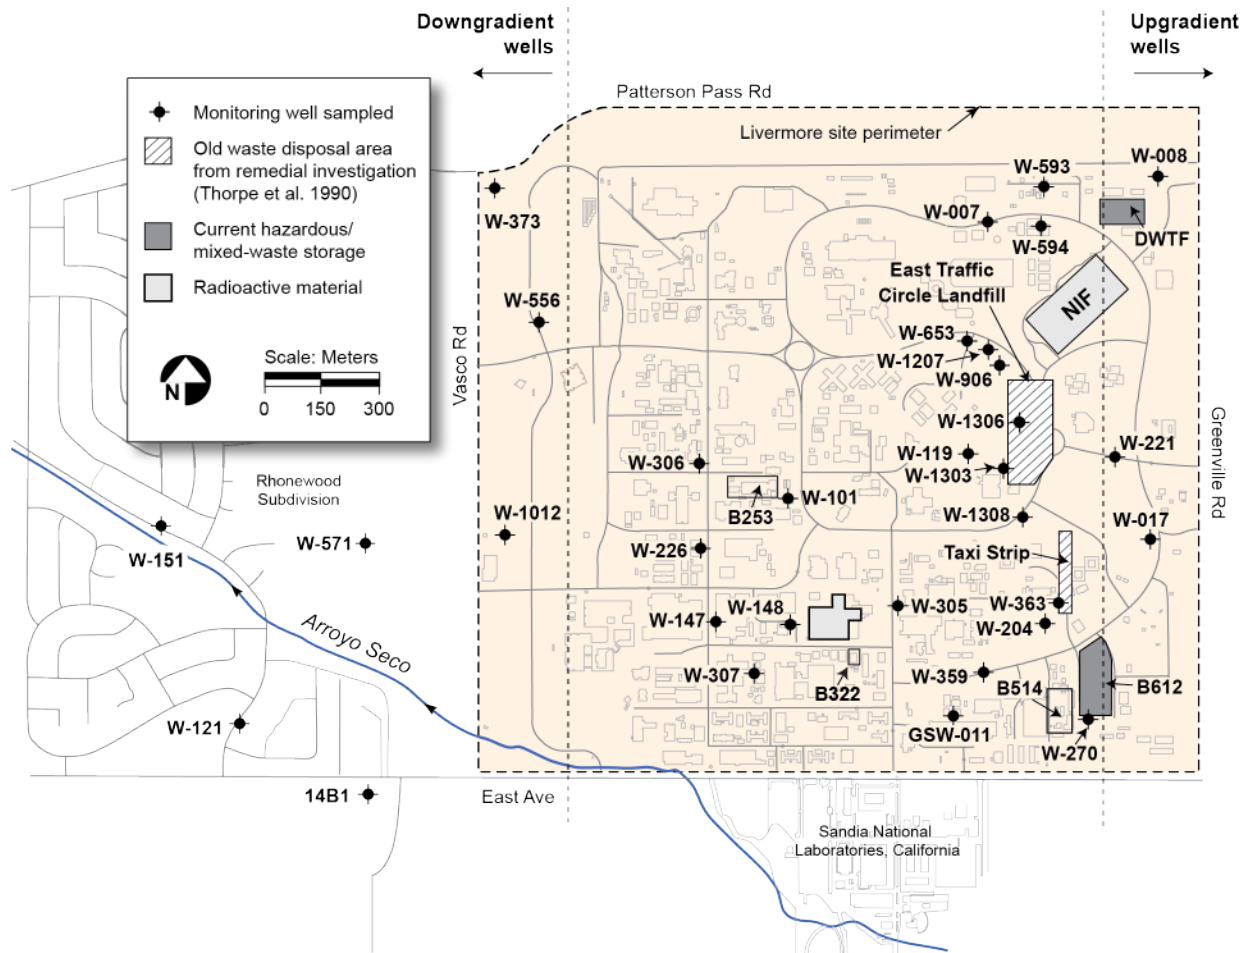 Downgradient
wells
Upgradient
wells
Patterson Pass Rd
Livermore site perimeter
Monitoring well sampled
Old waste disposal area
from remedial investigation
(Thorpe et al. 1990)
Current hazardous/
mixed-waste storage
Radioactive material
N
Scale: Meters
0 150 300
W-373
W-593
W-008
W-007
W-594
DWTF
East Traffic
Circle Landfill
NIF
W-556
W-653
W-1207
W-906
Vasco Rd
Greenville Rd
W-1306
W-119
W-1303
W-221
W-306
W-101
B253
Rhonewood
Subdivision
W-1012
W-1308
W-017
W-151
W-571
W-226
Taxi Strip
W-363
W-305
W-204
W-147
W-148
Arroyo Seco
W-307
B322
W-359
B514
B612
W-121
GSW-011
W-270
14B1
East Ave
Sandia National
Laboratories, California